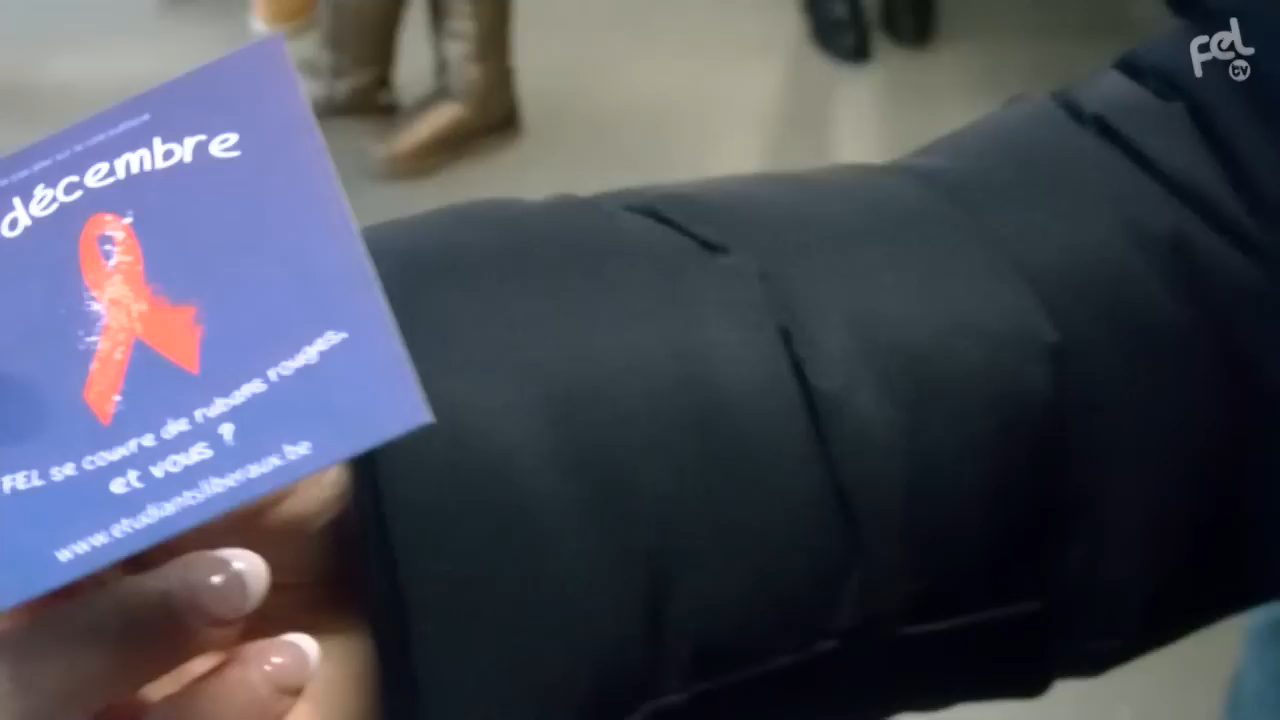 décembre
FEL se couvre de rubans rouges,
et vous ?
www.etudiantsliberaux.be
fel
tv